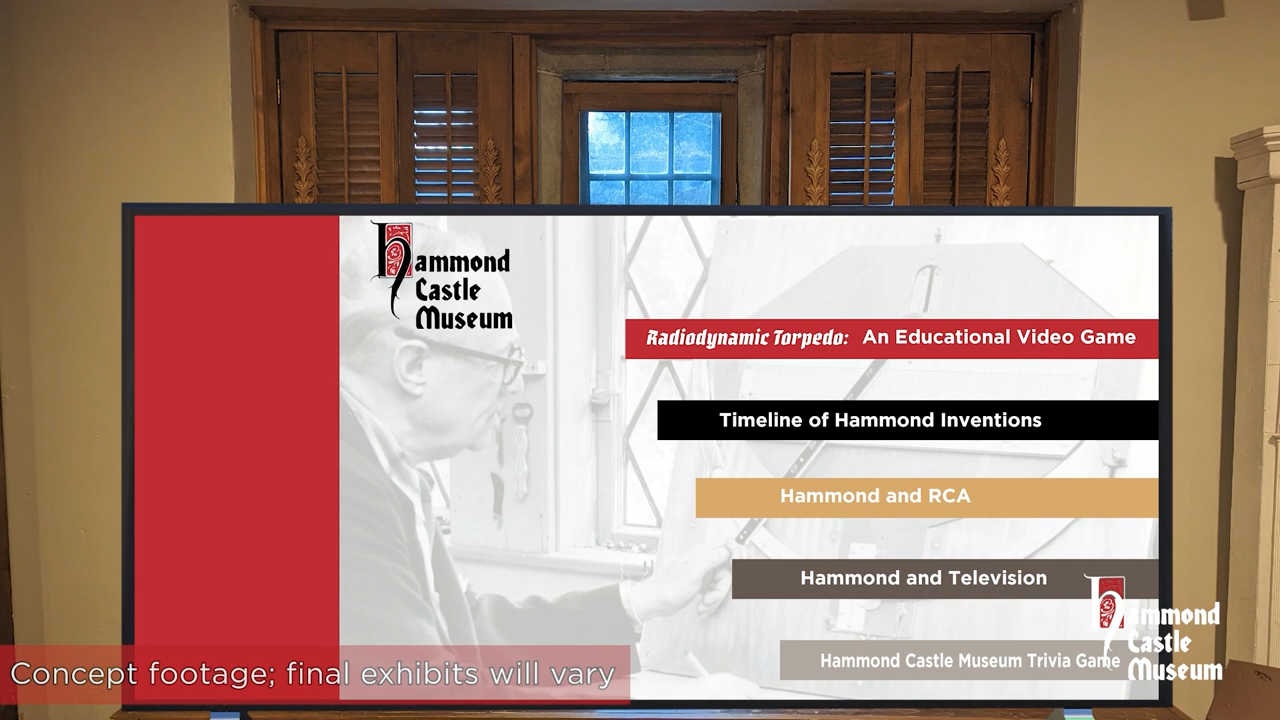 Hammond
Castle
Museum
Radiodynamic Torpedo: An Educational Video Game
Timeline of Hammond Inventions
Hammond and RCA
Hammond and Television
Hammond Castle Museum Trivia Game
Hammond
Castle
Museum
Concept footage; final exhibits will vary